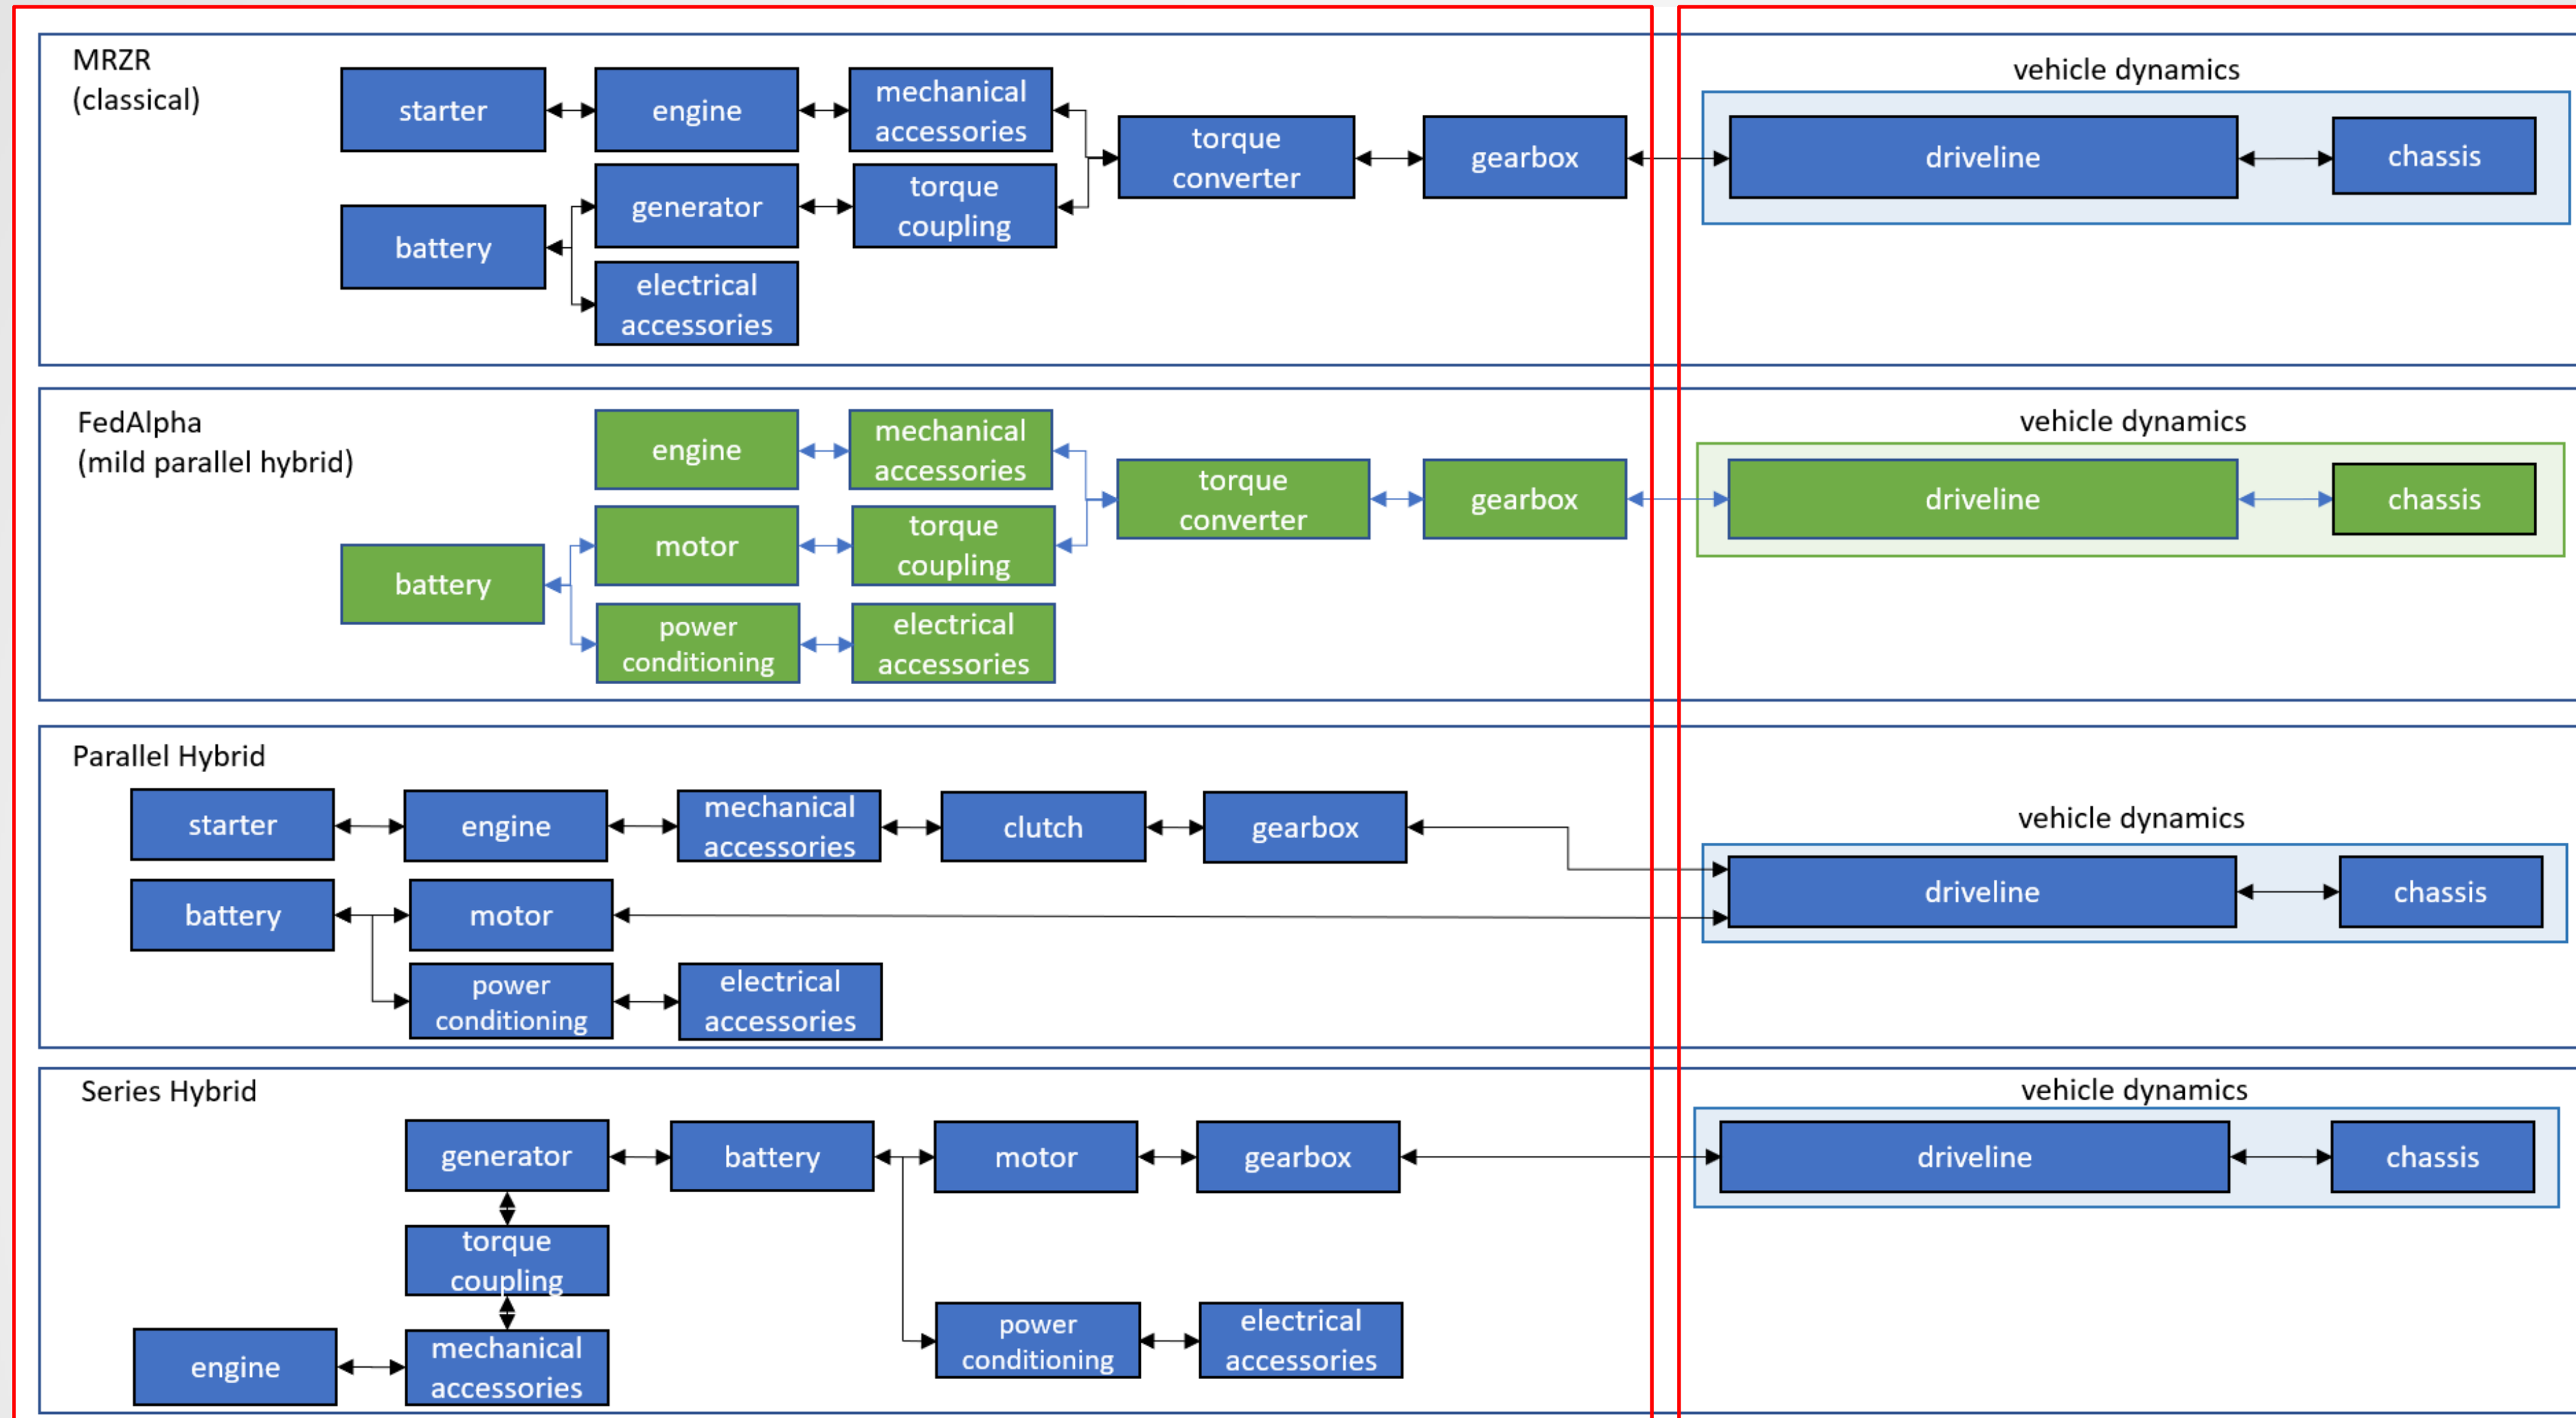 MRZR
(classical)
starter
engine
mechanical
accessories
torque
converter
gearbox
generator
torque
coupling
battery
electrical
accessories
vehicle dynamics
driveline
chassis
FedAlpha
(mild parallel hybrid)
engine
mechanical
accessories
torque
converter
gearbox
motor
torque
coupling
battery
power
conditioning
electrical
accessories
vehicle dynamics
driveline
chassis
Parallel Hybrid
starter
engine
mechanical
accessories
clutch
gearbox
battery
motor
power
conditioning
electrical
accessories
vehicle dynamics
driveline
chassis
Series Hybrid
generator
battery
motor
gearbox
torque
coupling
engine
mechanical
accessories
power
conditioning
electrical
accessories
vehicle dynamics
driveline
chassis